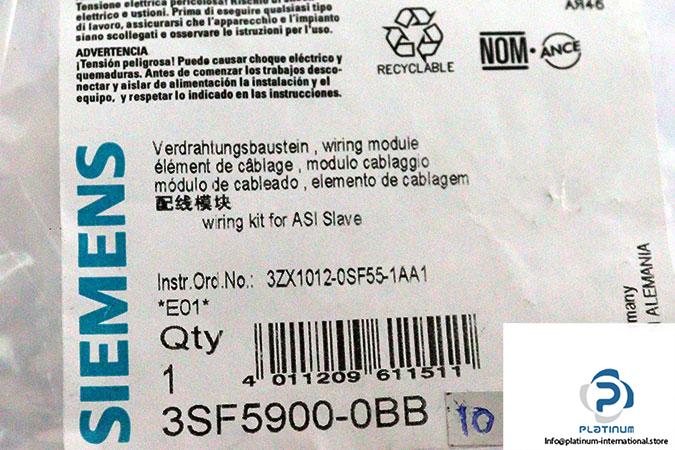 Tensione elettrica pericolosa! Rischio di
elettrico e ustioni. Prima di eseguire qualsiasi tipo
di lavoro, assicurarsi che l'apparecchio e l'impianto
siano scollegati e osservare le istruzioni per l'uso.
ADVERTENCIA
¡Tensión peligrosa! Puede causar choque eléctrico y
quemaduras. Antes de comenzar los trabajos desco-
nectar y aislar de alimentación la instalación y el
equipo, y respetar lo indicado en las instrucciones.
RECYCLABLE
NOM-ANCE
SIEMENS
Verdrahtungsbaustein , wiring module
élément de câblage , modulo cablaggio
módulo de cableado , elemento de cablagem
配线模块
wiring kit for ASI Slave
Instr.Ord.No.: 3ZX1012-0SF55-1AA1
*E01*
Qty
1
4 011209 611511
3SF5900-0BB
10
ALEMANIA
PLATINUM
Info@platinum-international.store